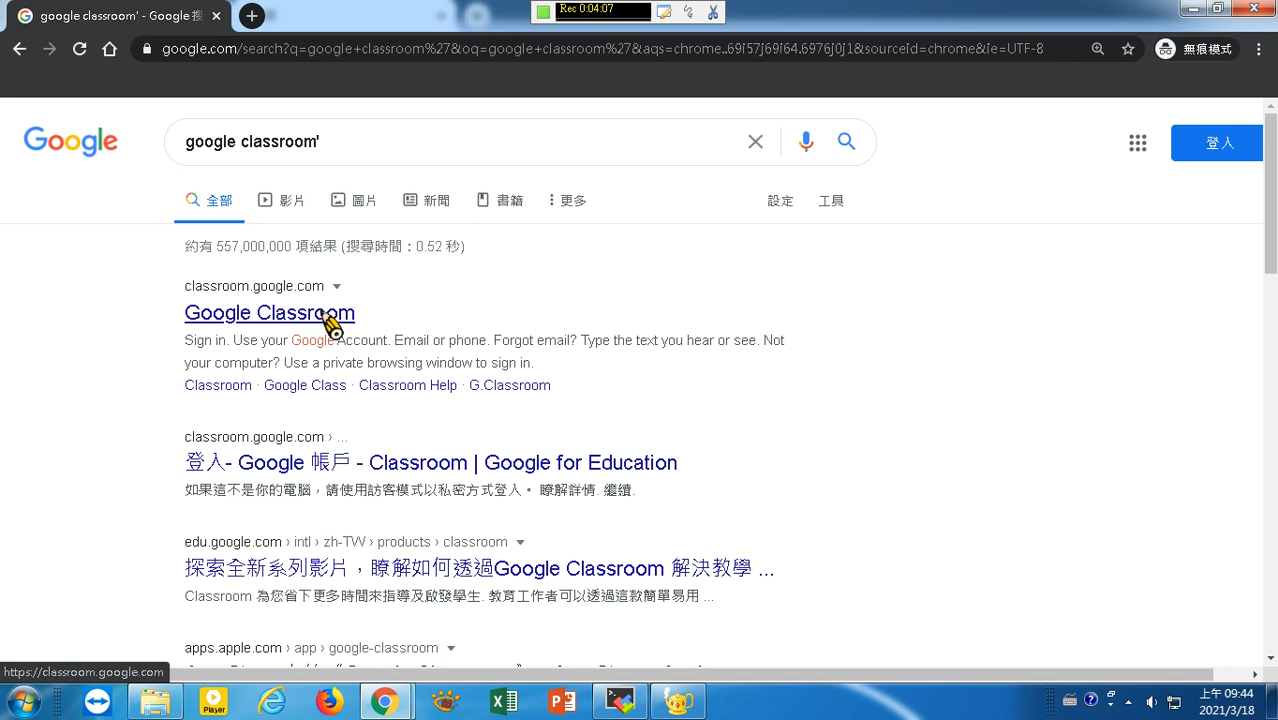 google classroom' - Google 搜
Rec 0:04:07
google.com/search?q=google+classroom%27&oq=google+classroom%27&aqs=chrome..69i57j69i64.6976j0j1&sourceid=chrome&ie=UTF-8
無痕模式
Google
google classroom'
登入
全部
影片
圖片
新聞
書籍
更多
設定
工具
約有 557,000,000 項結果 (搜尋時間：0.52 秒)
classroom.google.com
Google Classroom
Sign in. Use your Google Account. Email or phone. Forgot email? Type the text you hear or see. Not
your computer? Use a private browsing window to sign in.
Classroom · Google Class · Classroom Help · G.Classroom
classroom.google.com › ...
登入- Google 帳戶 - Classroom | Google for Education
如果這不是你的電腦，請使用訪客模式以私密方式登入。 瞭解詳情. 繼續.
edu.google.com › intl › zh-TW › products › classroom
探索全新系列影片，瞭解如何透過Google Classroom 解決教學 ...
Classroom 為您省下更多時間來指導及啟發學生. 教育工作者可以透過這款簡單易用 ...
apps.apple.com › app › google-classroom
https://classroom.google.com
Player
上午 09:44
2021/3/18